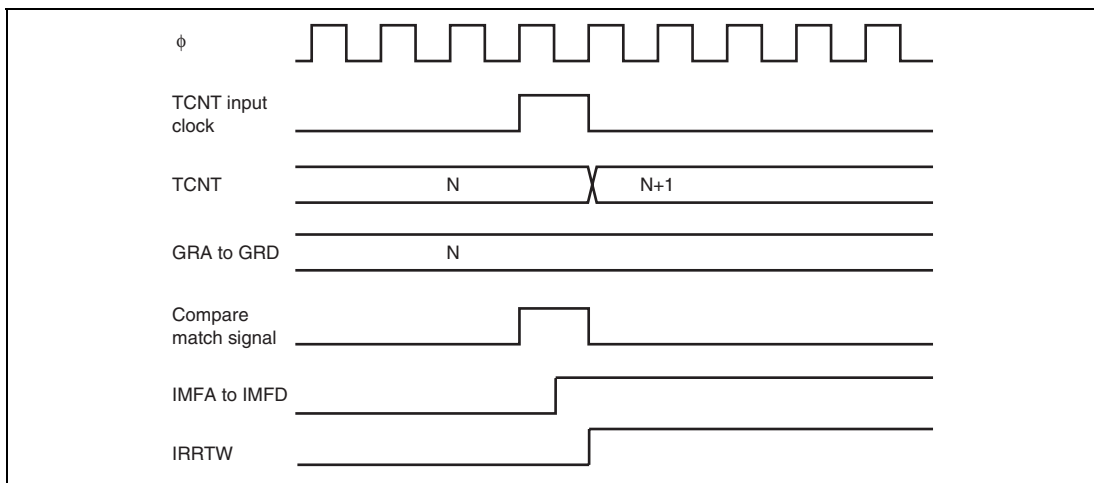 ϕ
TCNT input
clock
TCNT
N
N+1
GRA to GRD
N
Compare
match signal
IMFA to IMFD
IRRTW